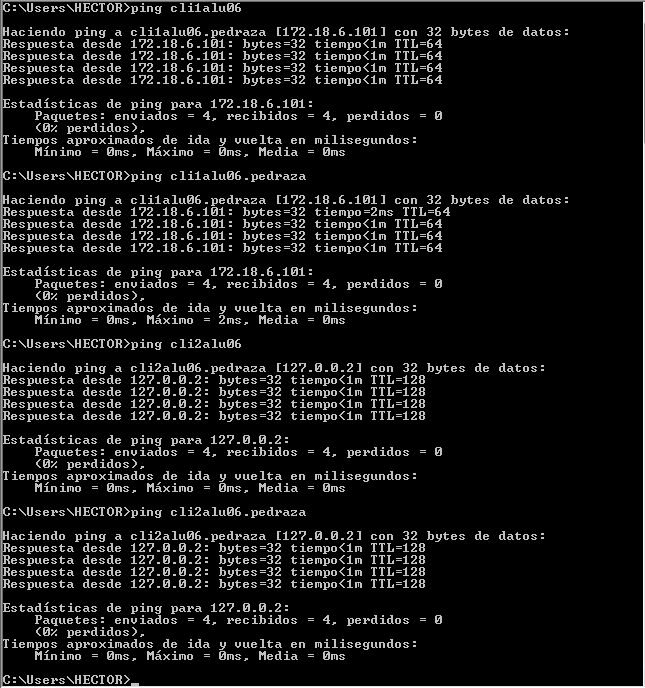 C:\Users\HECTOR>ping cli1alu06
Haciendo ping a cli1alu06.pedraza [172.18.6.101] con 32 bytes de datos:
Respuesta desde 172.18.6.101: bytes=32 tiempo<1m TTL=64
Respuesta desde 172.18.6.101: bytes=32 tiempo<1m TTL=64
Respuesta desde 172.18.6.101: bytes=32 tiempo<1m TTL=64
Respuesta desde 172.18.6.101: bytes=32 tiempo<1m TTL=64
Estadísticas de ping para 172.18.6.101:
Paquetes: enviados = 4, recibidos = 4, perdidos = 0
(0% perdidos),
Tiempos aproximados de ida y vuelta en milisegundos:
Mínimo = 0ms, Máximo = 0ms, Media = 0ms
C:\Users\HECTOR>ping cli1alu06.pedraza
Haciendo ping a cli1alu06.pedraza [172.18.6.101] con 32 bytes de datos:
Respuesta desde 172.18.6.101: bytes=32 tiempo=2ms TTL=64
Respuesta desde 172.18.6.101: bytes=32 tiempo<1m TTL=64
Respuesta desde 172.18.6.101: bytes=32 tiempo<1m TTL=64
Respuesta desde 172.18.6.101: bytes=32 tiempo<1m TTL=64
Estadísticas de ping para 172.18.6.101:
Paquetes: enviados = 4, recibidos = 4, perdidos = 0
(0% perdidos),
Tiempos aproximados de ida y vuelta en milisegundos:
Mínimo = 0ms, Máximo = 2ms, Media = 0ms
C:\Users\HECTOR>ping cli2alu06
Haciendo ping a cli2alu06.pedraza [127.0.0.2] con 32 bytes de datos:
Respuesta desde 127.0.0.2: bytes=32 tiempo<1m TTL=128
Respuesta desde 127.0.0.2: bytes=32 tiempo<1m TTL=128
Respuesta desde 127.0.0.2: bytes=32 tiempo<1m TTL=128
Respuesta desde 127.0.0.2: bytes=32 tiempo<1m TTL=128
Estadísticas de ping para 127.0.0.2:
Paquetes: enviados = 4, recibidos = 4, perdidos = 0
(0% perdidos),
Tiempos aproximados de ida y vuelta en milisegundos:
Mínimo = 0ms, Máximo = 0ms, Media = 0ms
C:\Users\HECTOR>ping cli2alu06.pedraza
Haciendo ping a cli2alu06.pedraza [127.0.0.2] con 32 bytes de datos:
Respuesta desde 127.0.0.2: bytes=32 tiempo<1m TTL=128
Respuesta desde 127.0.0.2: bytes=32 tiempo<1m TTL=128
Respuesta desde 127.0.0.2: bytes=32 tiempo<1m TTL=128
Respuesta desde 127.0.0.2: bytes=32 tiempo<1m TTL=128
Estadísticas de ping para 127.0.0.2:
Paquetes: enviados = 4, recibidos = 4, perdidos = 0
(0% perdidos),
Tiempos aproximados de ida y vuelta en milisegundos:
Mínimo = 0ms, Máximo = 0ms, Media = 0ms
C:\Users\HECTOR>_